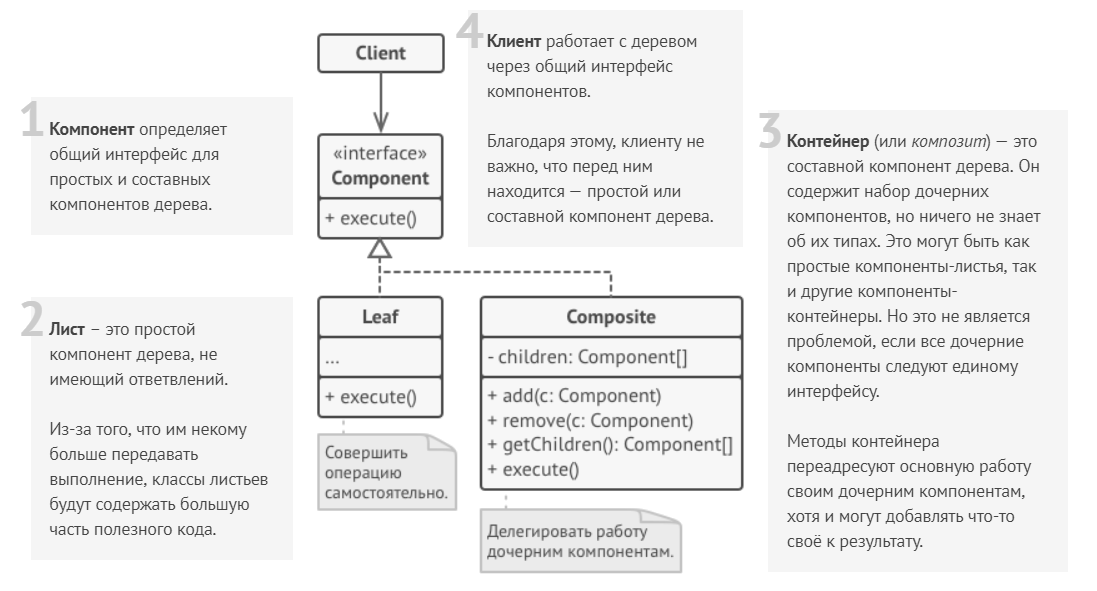 1
Компонент определяет
общий интерфейс для
простых и составных
компонентов дерева.
2
Лист – это простой
компонент дерева, не
имеющий ответвлений.
Из-за того, что им некому
больше передавать
выполнение, классы листьев
будут содержать большую
часть полезного кода.
Client
«interface»
Component
+ execute()
Leaf
...
+ execute()
Совершить
операцию
самостоятельно.
Composite
- children: Component[]
+ add(c: Component)
+ remove(c: Component)
+ getChildren(): Component[]
+ execute()
Делегировать работу
дочерним компонентам.
4
Клиент работает с деревом
через общий интерфейс
компонентов.
Благодаря этому, клиенту не
важно, что перед ним
находится — простой или
составной компонент дерева.
3
Контейнер (или композит) — это
составной компонент дерева. Он
содержит набор дочерних
компонентов, но ничего не знает
об их типах. Это могут быть как
простые компоненты-листья, так
и другие компоненты-
контейнеры. Но это не является
проблемой, если все дочерние
компоненты следуют единому
интерфейсу.
Методы контейнера
переадресуют основную работу
своим дочерним компонентам,
хотя и могут добавлять что-то
своё к результату.